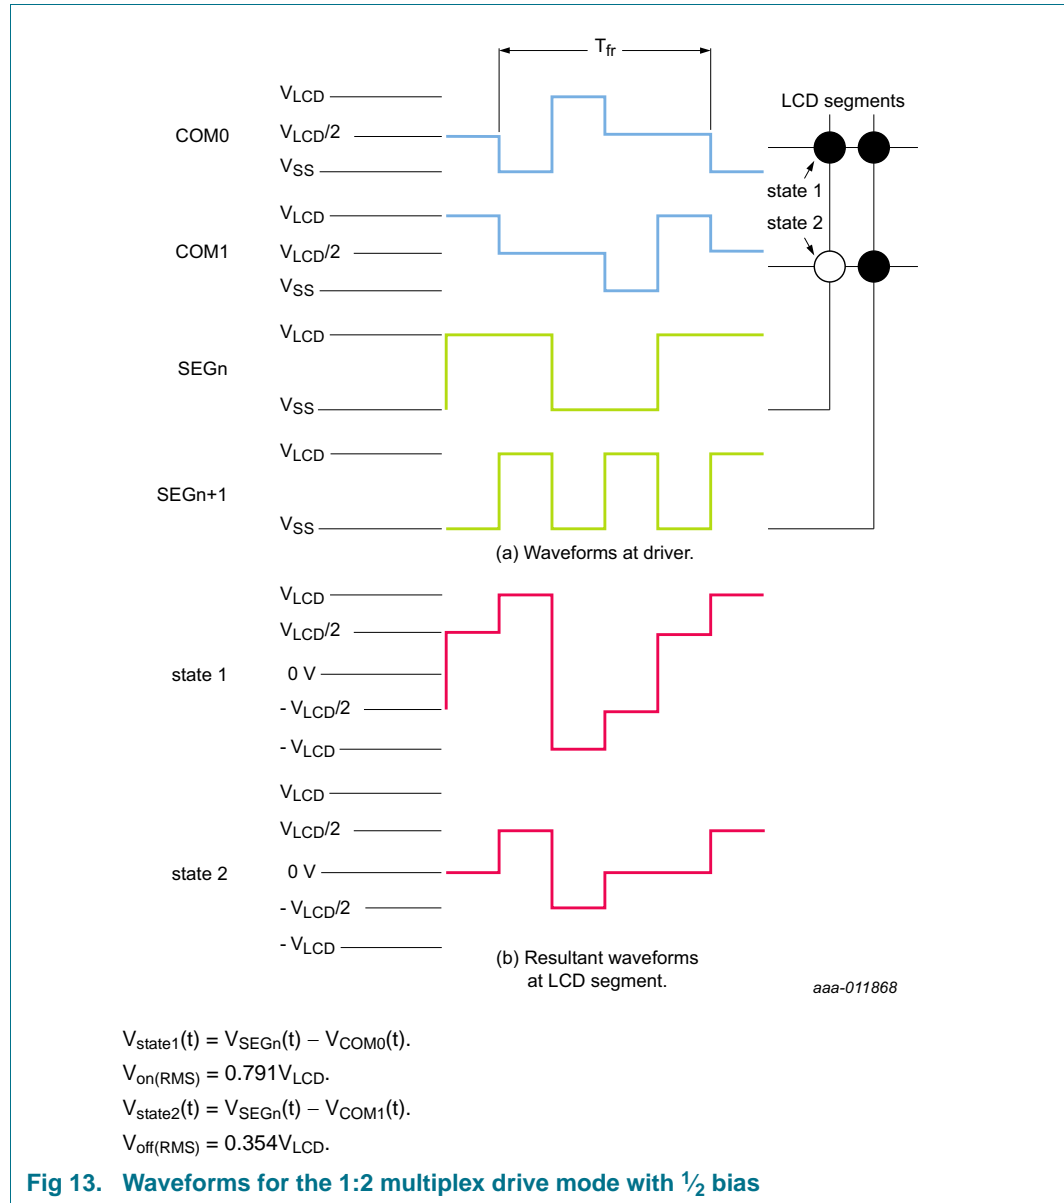 T_fr
V_LCD
LCD segments
COM0
V_LCD/2
V_SS
state 1
V_LCD
state 2
COM1
V_LCD/2
V_SS
V_LCD
SEGn
V_SS
V_LCD
SEGn+1
V_SS
(a) Waveforms at driver.
V_LCD
V_LCD/2
state 1
0 V
- V_LCD/2
- V_LCD
V_LCD
V_LCD/2
state 2
0 V
- V_LCD/2
- V_LCD
(b) Resultant waveforms
at LCD segment.
aaa-011868
V_state1(t) = V_SEGn(t) − V_COM0(t).
V_on(RMS) = 0.791V_LCD.
V_state2(t) = V_SEGn(t) − V_COM1(t).
V_off(RMS) = 0.354V_LCD.
Fig 13. Waveforms for the 1:2 multiplex drive mode with 1⁄2 bias